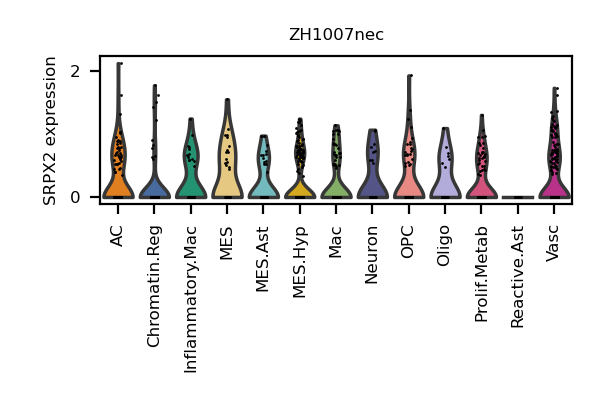 ZH1007nec
SRPX2 expression
2
0
AC
Chromatin.Reg
Inflammatory.Mac
MES
MES.Ast
MES.Hyp
Mac
Neuron
OPC
Oligo
Prolif.Metab
Reactive.Ast
Vasc